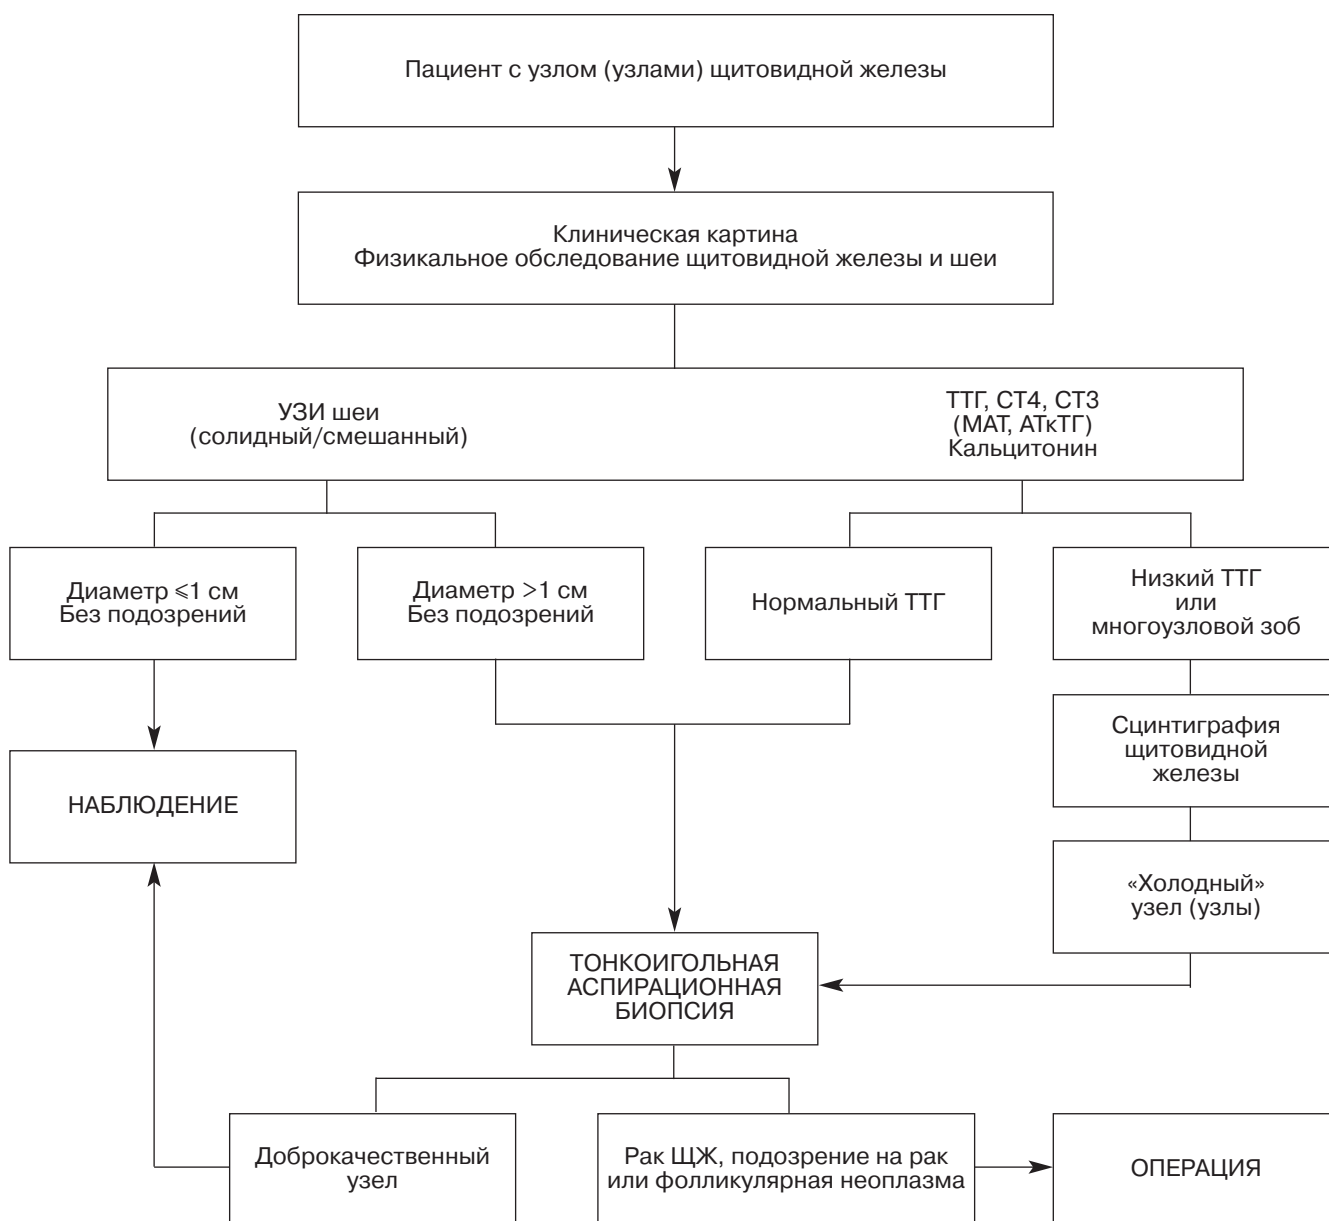 Пациент с узлом (узлами) щитовидной железы
Клиническая картина
Физикальное обследование щитовидной железы и шеи
УЗИ шеи
(солидный/смешанный)
ТТГ, СТ4, СТ3
(МАТ, АТкТГ)
Кальцитонин
Диаметр ⩽1 см
Без подозрений
Диаметр >1 см
Без подозрений
Нормальный ТТГ
Низкий ТТГ
или
многоузловой зоб
Сцинтиграфия
щитовидной
железы
НАБЛЮДЕНИЕ
«Холодный»
узел (узлы)
ТОНКОИГОЛЬНАЯ
АСПИРАЦИОННАЯ
БИОПСИЯ
Доброкачественный
узел
Рак ЩЖ, подозрение на рак
или фолликулярная неоплазма
ОПЕРАЦИЯ